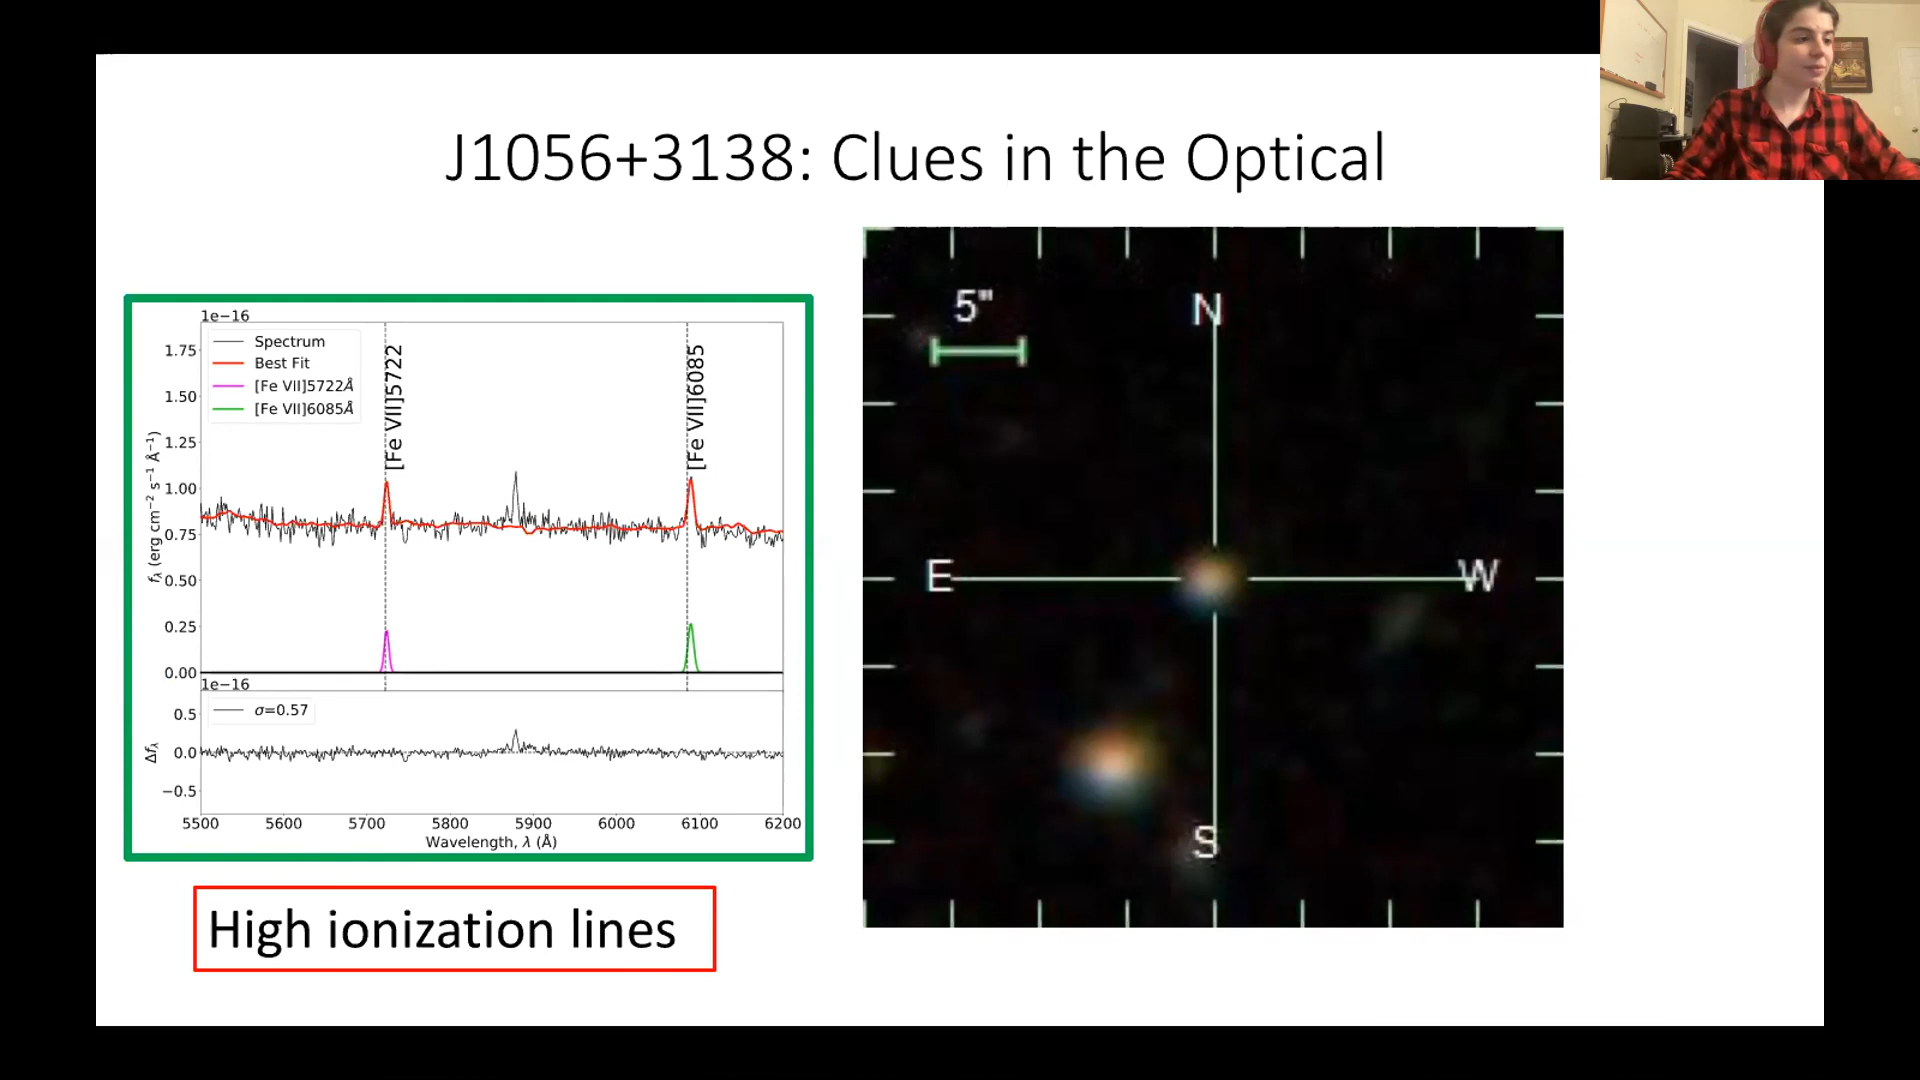 J1056+3138: Clues in the Optical
1e−16
Spectrum
Best Fit
[Fe VII]5722Å
[Fe VII]6085Å
[Fe VII]5722
[Fe VII]6085
1.75
1.50
1.25
1.00
0.75
0.50
0.25
0.00
fλ (erg cm−2 s−1 Å−1)
1e−16
σ=0.57
0.5
0.0
−0.5
Δfλ
5500 5600 5700 5800 5900 6000 6100 6200
Wavelength, λ (Å)
High ionization lines
5"
N
E
W
S